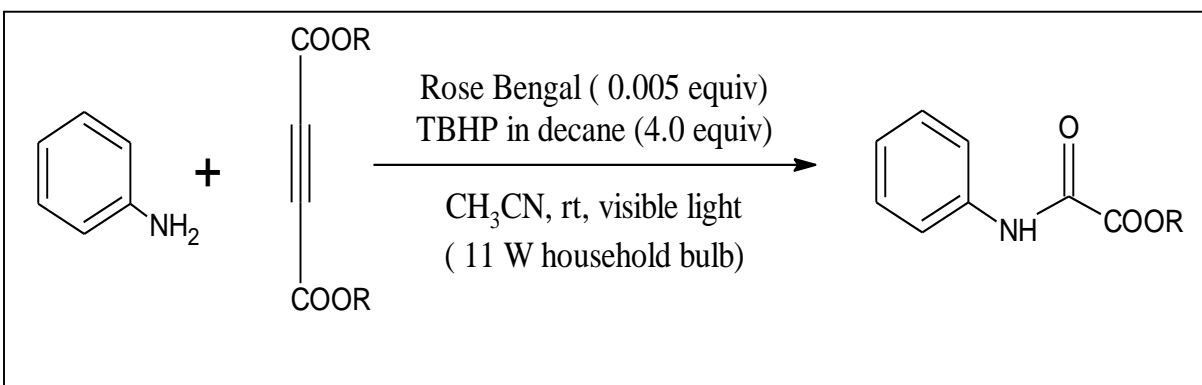 COOR
Rose Bengal ( 0.005 equiv)
TBHP in decane (4.0 equiv)
NH2
+
COOR
CH3CN, rt, visible light
( 11 W household bulb)
O
NH
COOR